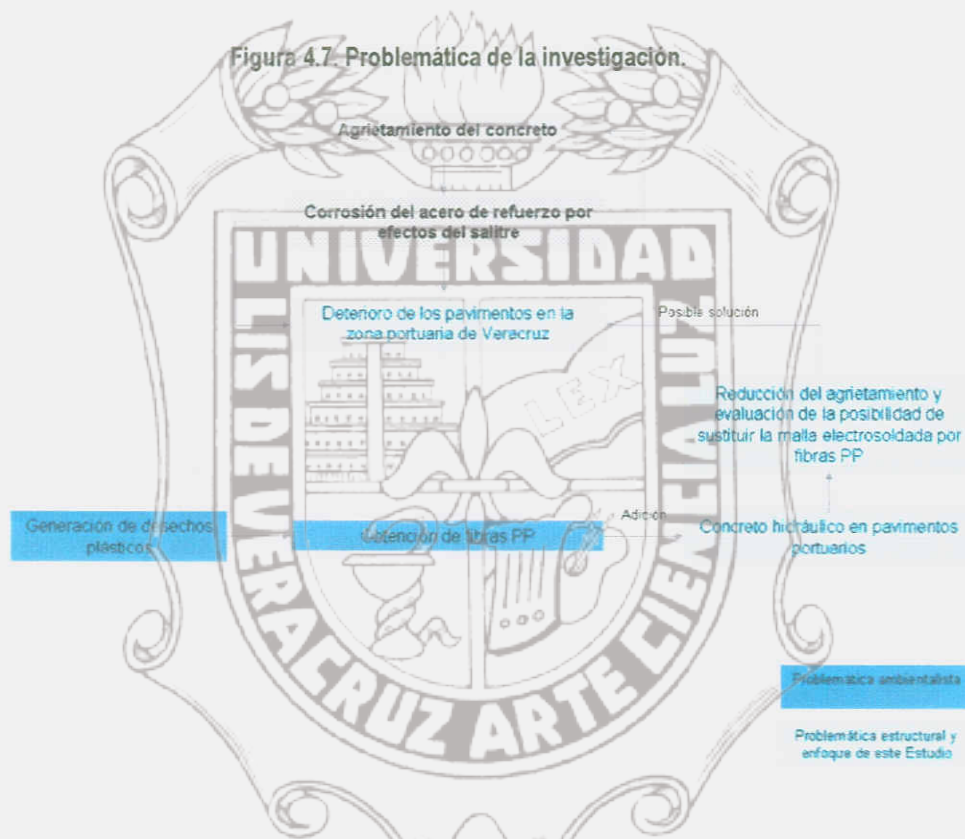 Figura 4.7. Problemática de la investigación.
Agrietamiento del concreto
Corrosión del acero de refuerzo por
efectos del salitre
UNIVERSIDAD
Deterioro de los pavimentos en la
zona portuaria de Veracruz
Posible solución
LEX
Reducción del agrietamiento y
evaluación de la posibilidad de
sustituir la malla electrosoldada por
fibras PP
Generación de desechos
plásticos
Obtención de fibras PP
Adición
Concreto hidráulico en pavimentos
portuarios
LIS DE VERACRUZ ARTE CIENCIA LUZ
Problemática ambientalista
Problemática estructural y
enfoque de este Estudio